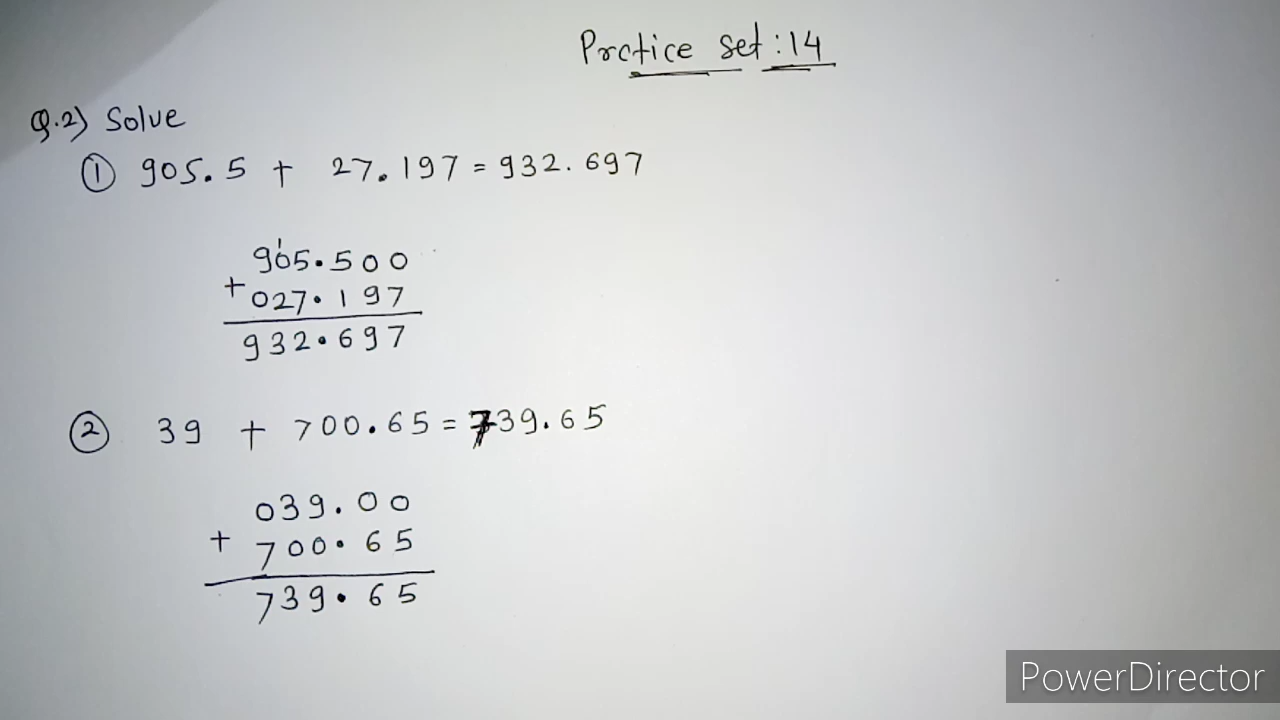 Prctice set : 14
Q.2) Solve
① 905.5 + 27.197 = 932.697
1
905.500
+ 027.197
932.697
② 39 + 700.65 = 739.65
039.00
+ 700.65
739.65
PowerDirector